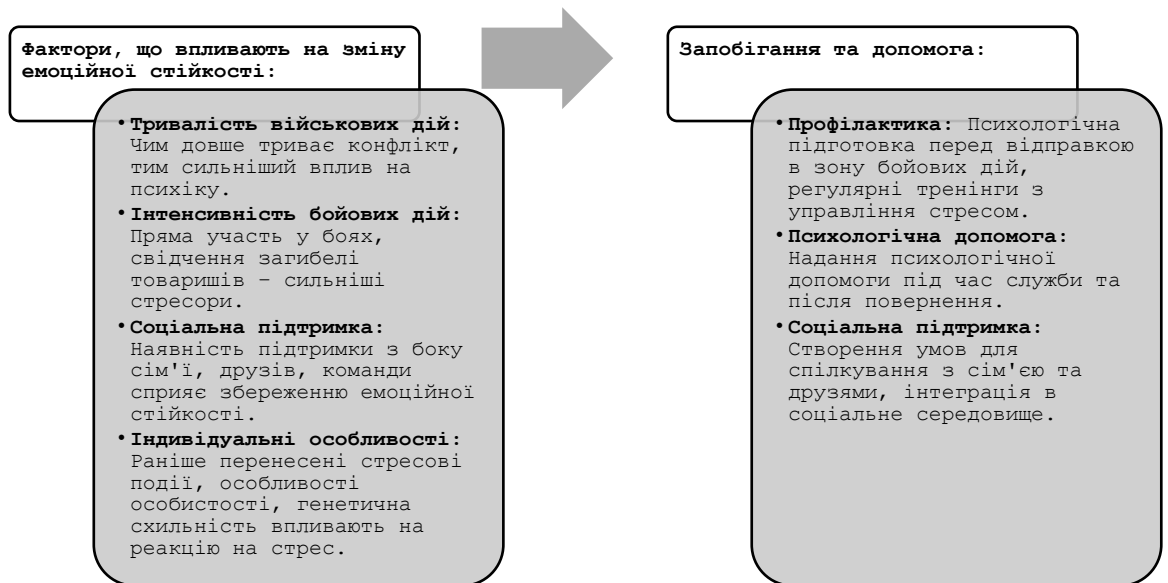 Фактори, що впливають на зміну
емоційної стійкості:
•Тривалість військових дій:
Чим довше триває конфлікт,
тим сильніший вплив на
психіку.
•Інтенсивність бойових дій:
Пряма участь у боях,
свідчення загибелі
товаришів – сильніші
стресори.
•Соціальна підтримка:
Наявність підтримки з боку
сім'ї, друзів, команди
сприяє збереженню емоційної
стійкості.
•Індивідуальні особливості:
Раніше перенесені стресові
події, особливості
особистості, генетична
схильність впливають на
реакцію на стрес.
Запобігання та допомога:
•Профілактика: Психологічна
підготовка перед відправкою
в зону бойових дій,
регулярні тренінги з
управління стресом.
•Психологічна допомога:
Надання психологічної
допомоги під час служби та
після повернення.
•Соціальна підтримка:
Створення умов для
спілкування з сім'єю та
друзями, інтеграція в
соціальне середовище.